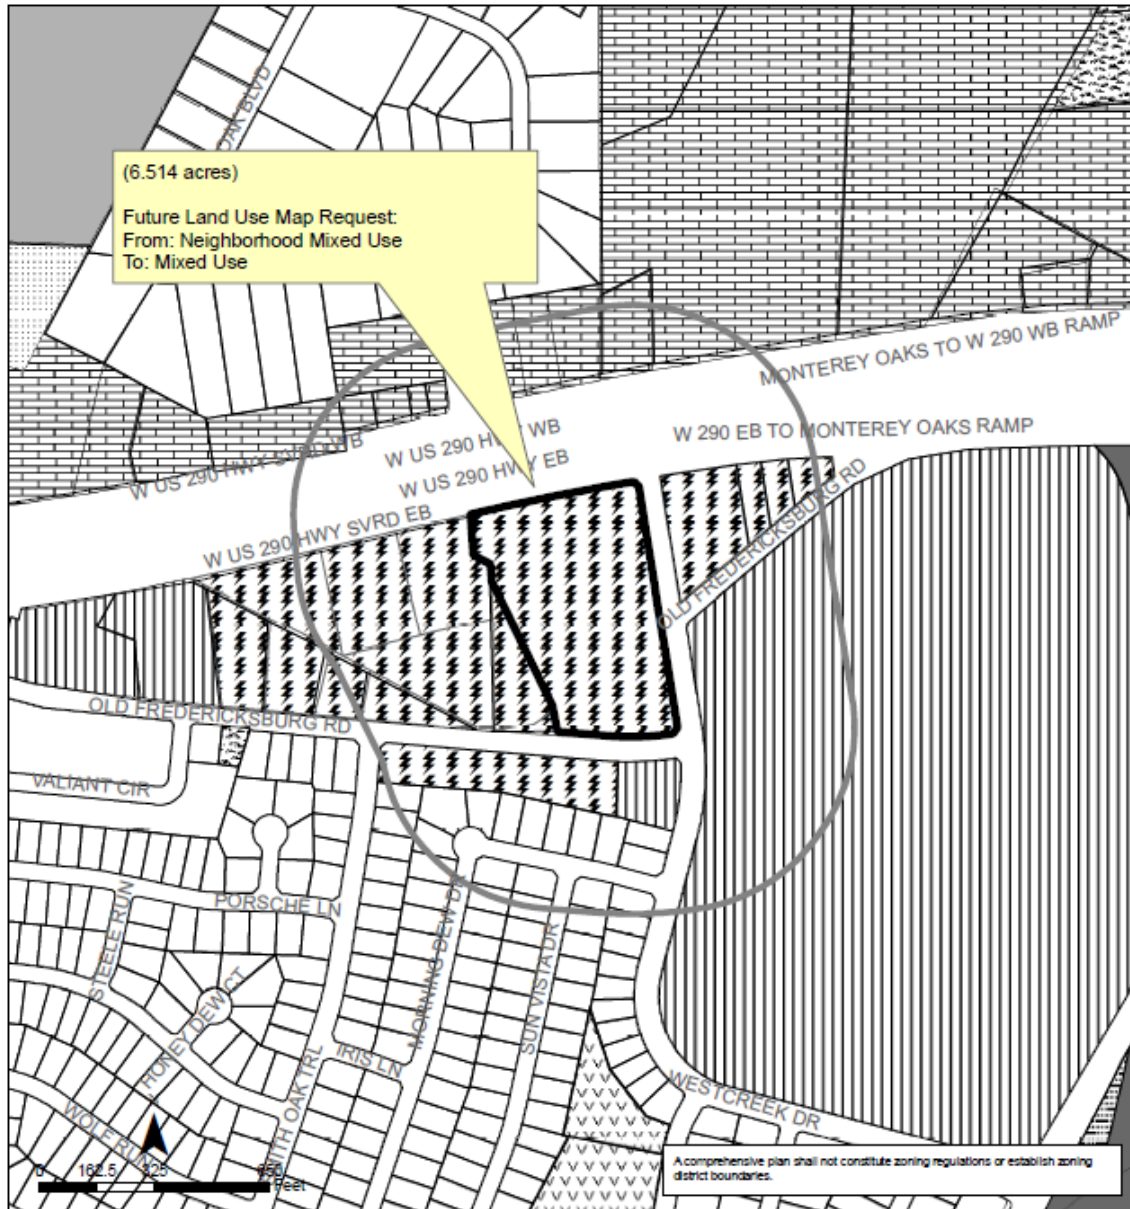 OAK BLVD
(6.514 acres)
Future Land Use Map Request:
From: Neighborhood Mixed Use
To: Mixed Use
MONTEREY OAKS TO W 290 WB RAMP
W 290 EB TO MONTEREY OAKS RAMP
W US 290 HWY SVRD WB
W US 290 HWY WB
W US 290 HWY EB
W US 290 HWY SVRD EB
OLD FREDERICKSBURG RD
OLD FREDERICKSBURG RD
VALIANT CIR
PORSCHE LN
STEELE RUN
HONEY DEW CT
MORNING DEW DR
SUN VISTA DR
IRIS LN
WOLF RUN
OAK TRL
WESTCREEK DR
0 162.5 325 650
Feet
A comprehensive plan shall not constitute zoning regulations or establish zoning
district boundaries.